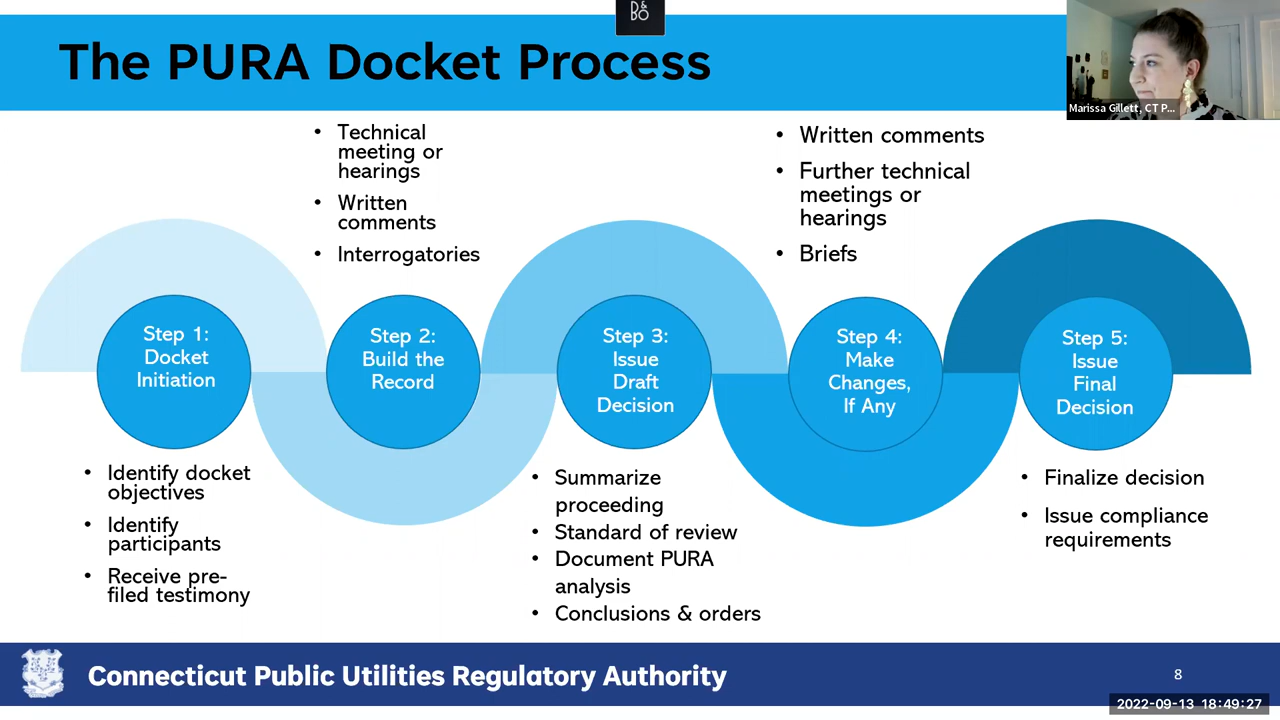 D&
BO
The PURA Docket Process
Marissa Gillett, CT P...
• Technical
meeting or
hearings
• Written
comments
• Interrogatories
• Written comments
• Further technical
meetings or
hearings
• Briefs
Step 1:
Docket
Initiation
Step 2:
Build the
Record
Step 3:
Issue
Draft
Decision
Step 4:
Make
Changes,
If Any
Step 5:
Issue
Final
Decision
• Identify docket
objectives
• Identify
participants
• Receive pre-
filed testimony
• Summarize
proceeding
• Standard of review
• Document PURA
analysis
• Conclusions & orders
• Finalize decision
• Issue compliance
requirements
Connecticut Public Utilities Regulatory Authority
8
2022-09-13 18:49:27